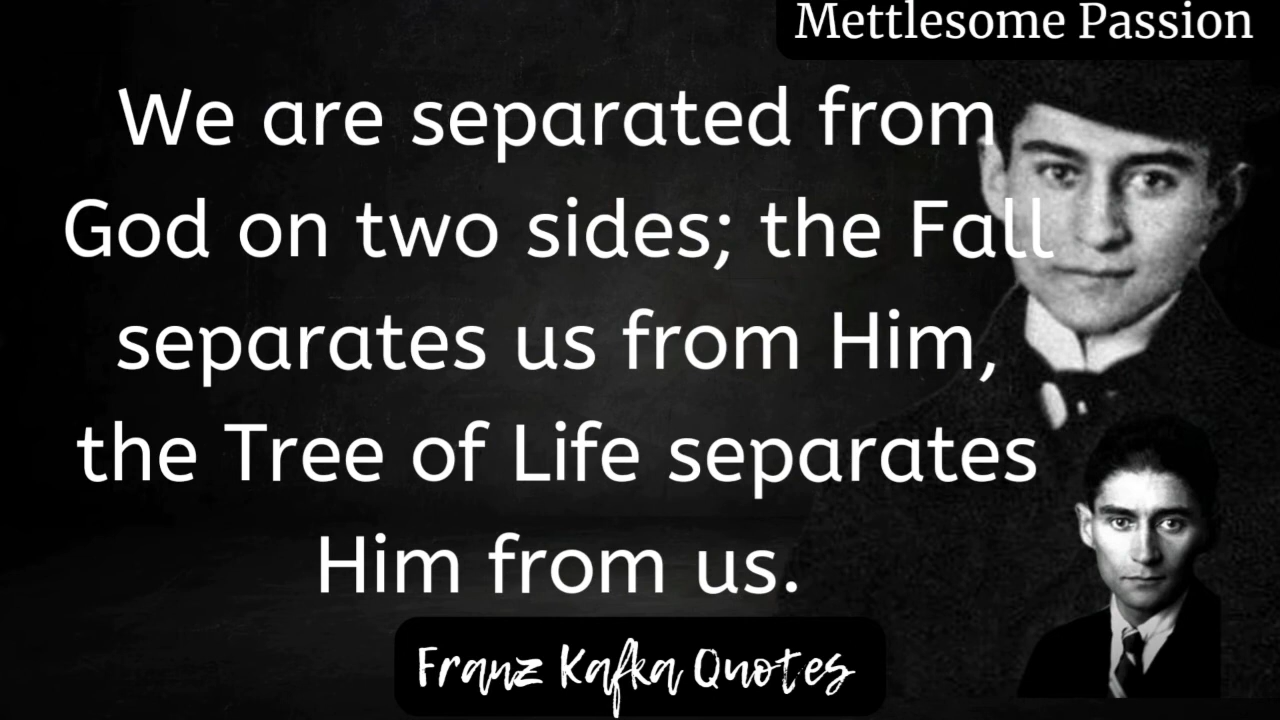 Mettlesome Passion
We are separated from
God on two sides; the Fall
separates us from Him,
the Tree of Life separates
Him from us.
Franz Kafka Quotes